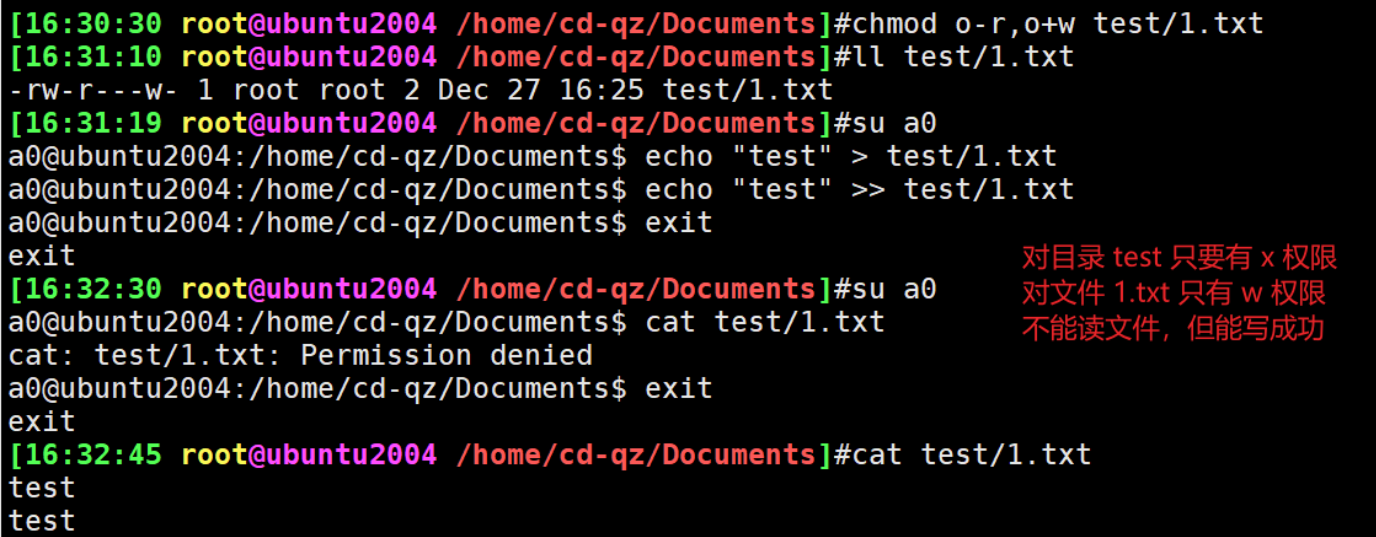 [16:30:30 root@ubuntu2004 /home/cd-qz/Documents]#chmod o-r,o+w test/1.txt
[16:31:10 root@ubuntu2004 /home/cd-qz/Documents]#ll test/1.txt
-rw-r---w- 1 root root 2 Dec 27 16:25 test/1.txt
[16:31:19 root@ubuntu2004 /home/cd-qz/Documents]#su a0
a0@ubuntu2004:/home/cd-qz/Documents$ echo "test" > test/1.txt
a0@ubuntu2004:/home/cd-qz/Documents$ echo "test" >> test/1.txt
a0@ubuntu2004:/home/cd-qz/Documents$ exit
exit
[16:32:30 root@ubuntu2004 /home/cd-qz/Documents]#su a0
a0@ubuntu2004:/home/cd-qz/Documents$ cat test/1.txt
cat: test/1.txt: Permission denied
a0@ubuntu2004:/home/cd-qz/Documents$ exit
exit
[16:32:45 root@ubuntu2004 /home/cd-qz/Documents]#cat test/1.txt
test
test
对目录 test 只要有 x 权限
对文件 1.txt 只有 w 权限
不能读文件，但能写成功